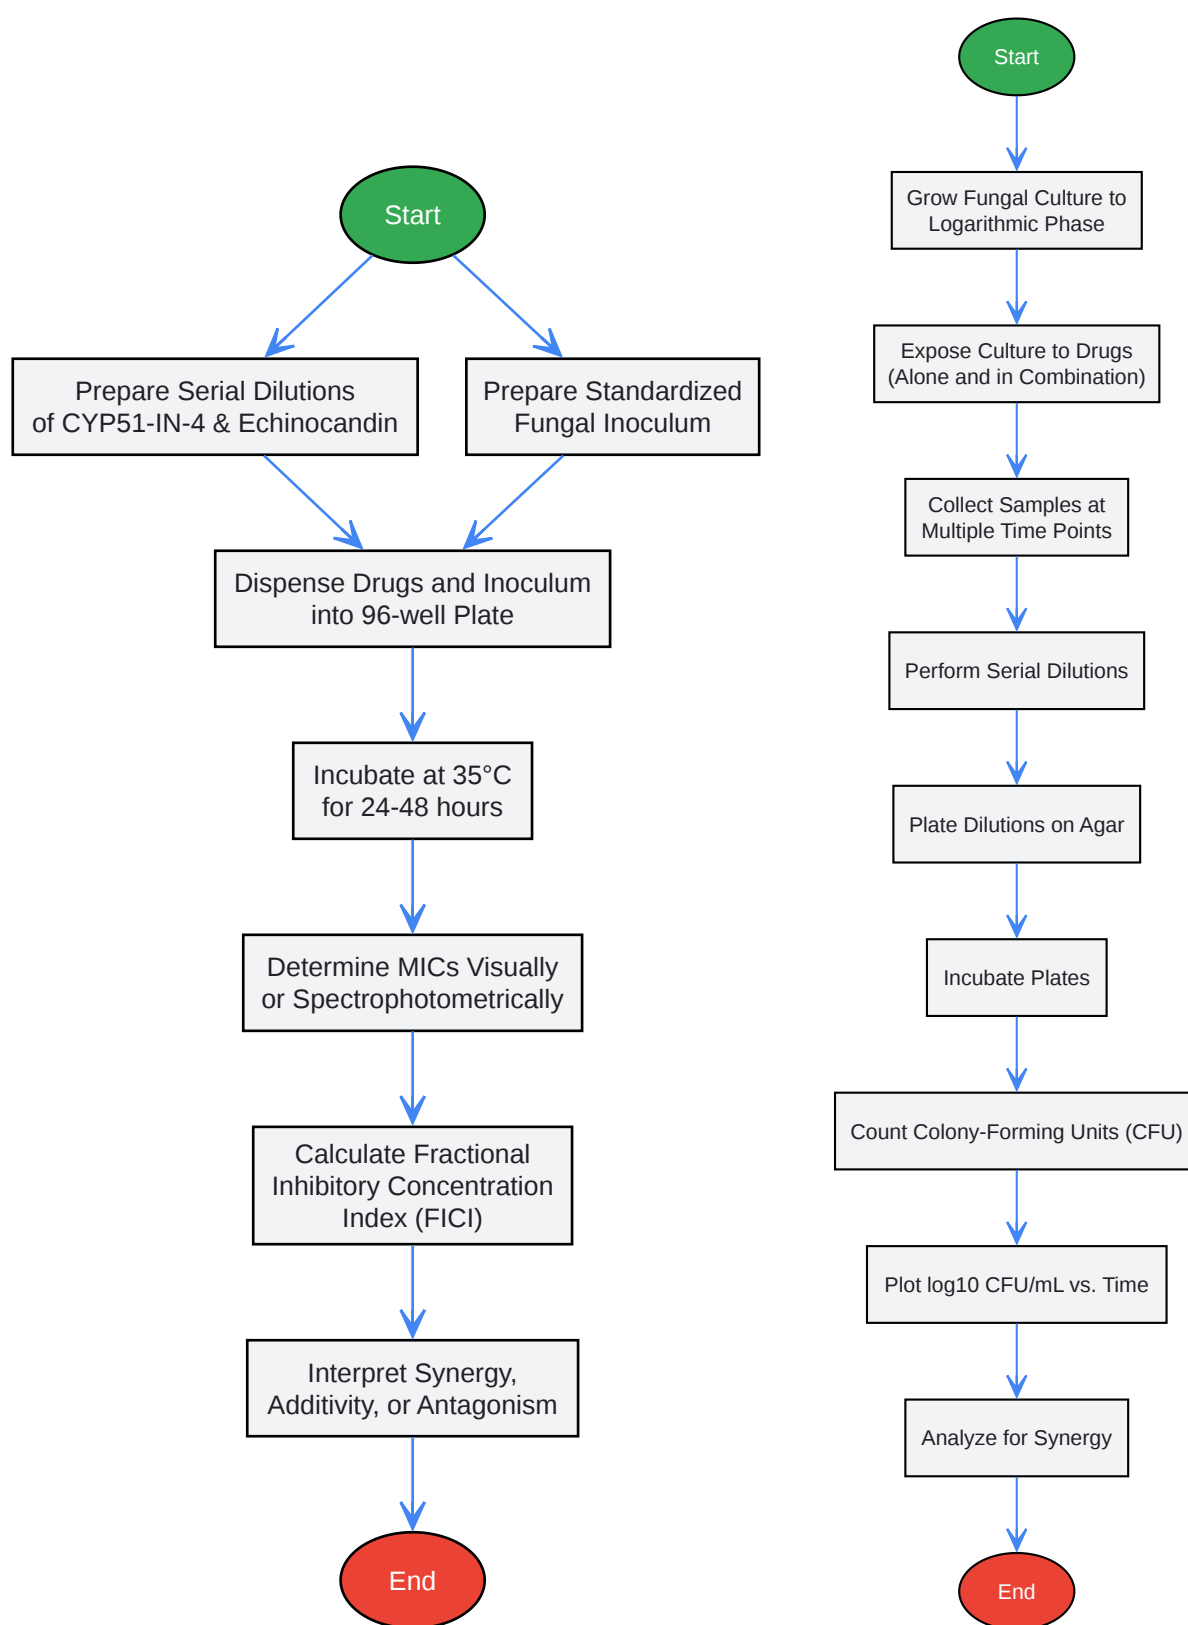 Start
Prepare Serial Dilutions
of CYP51-IN-4 & Echinocandin
Prepare Standardized
Fungal Inoculum
Dispense Drugs and Inoculum
into 96-well Plate
Incubate at 35°C
for 24-48 hours
Determine MICs Visually
or Spectrophotometrically
Calculate Fractional
Inhibitory Concentration
Index (FICI)
Interpret Synergy,
Additivity, or Antagonism
End
Start
Grow Fungal Culture to
Logarithmic Phase
Expose Culture to Drugs
(Alone and in Combination)
Collect Samples at
Multiple Time Points
Perform Serial Dilutions
Plate Dilutions on Agar
Incubate Plates
Count Colony-Forming Units (CFU)
Plot log10 CFU/mL vs. Time
Analyze for Synergy
End